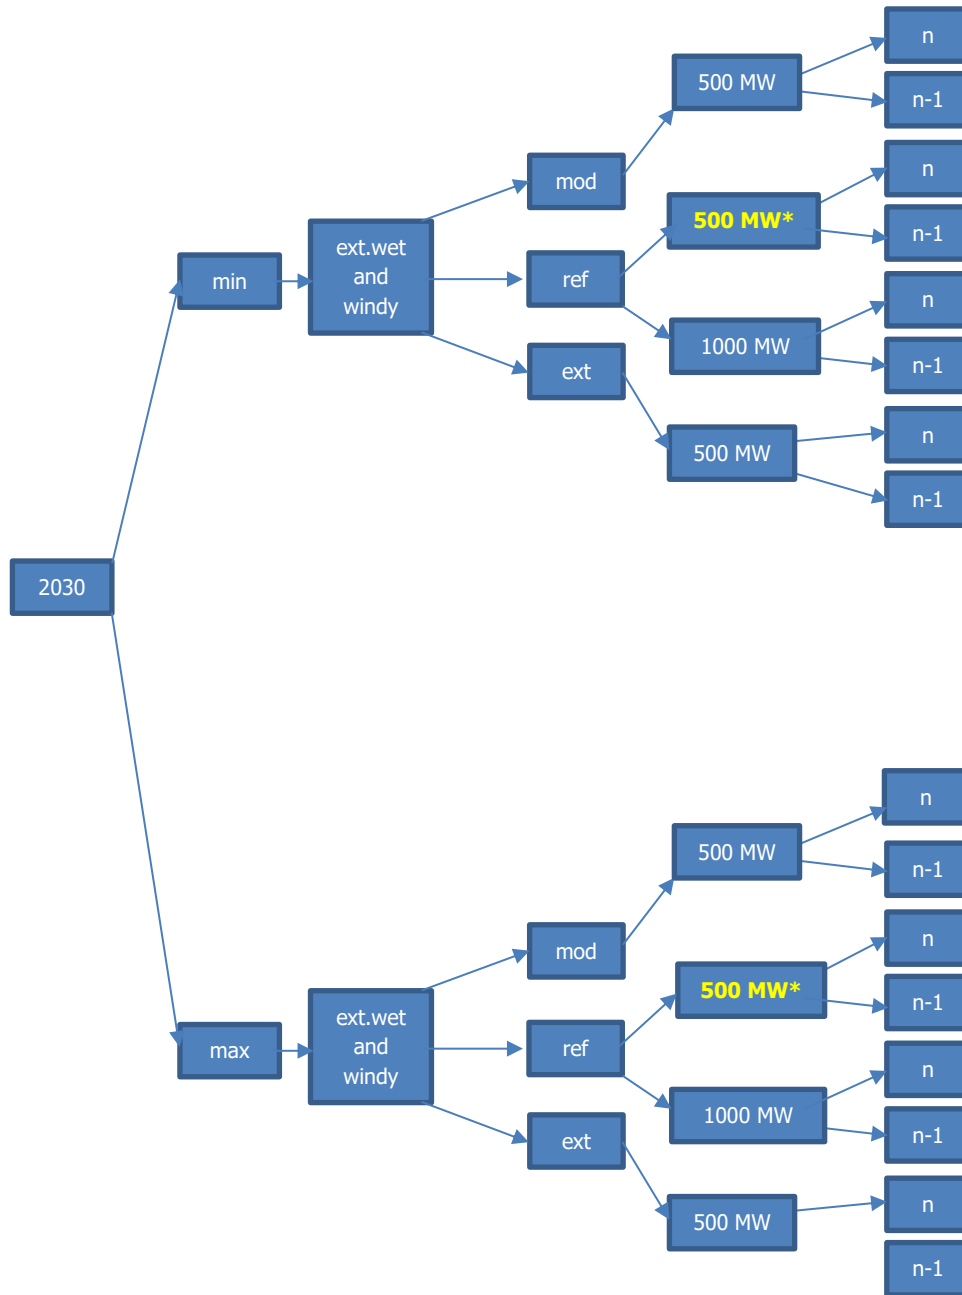 2030
min
ext.wet
and
windy
mod
ref
ext
500 MW
500 MW*
1000 MW
500 MW
n
n-1
n
n-1
n
n-1
n
n-1
max
ext.wet
and
windy
mod
ref
ext
500 MW
500 MW*
1000 MW
500 MW
n
n-1
n
n-1
n
n-1
n
n-1